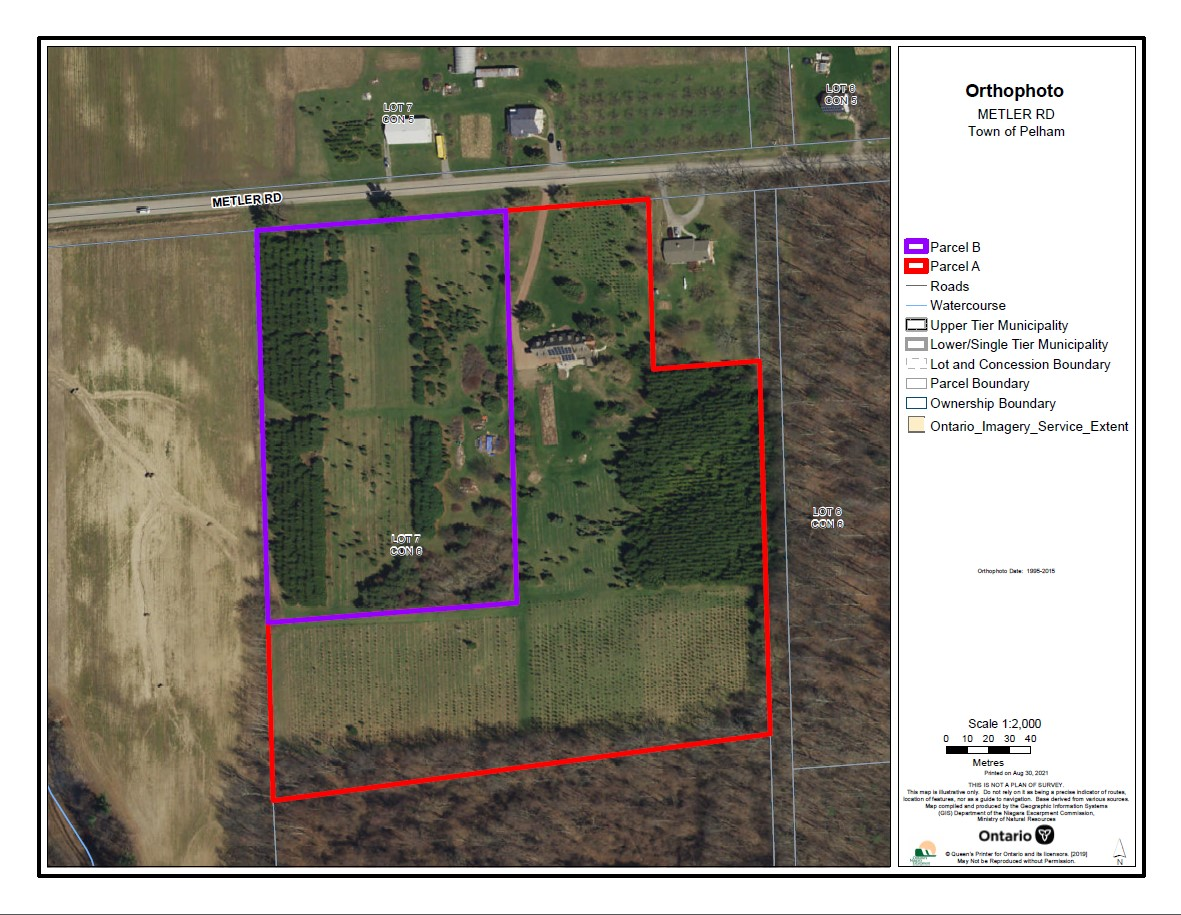 LOT 7
CON 5
LOT 6
CON 5
METLER RD
LOT 7
CON 6
LOT 6
CON 6
Orthophoto
METLER RD
Town of Pelham
Parcel B
Parcel A
Roads
Watercourse
Upper Tier Municipality
Lower/Single Tier Municipality
Lot and Concession Boundary
Parcel Boundary
Ownership Boundary
Ontario_Imagery_Service_Extent
Orthophoto Date: 1995-2015
Scale 1:2,000
0 10 20 30 40
Metres
Printed on Aug 30, 2021
THIS IS NOT A PLAN OF SURVEY.
This map is illustrative only. Do not rely on it as being a precise indicator of routes,
location of features, nor as a guide to navigation. Base derived from various sources.
Map compiled and produced by the Geographic Information Systems
(GIS) Department of the Niagara Escarpment Commission,
Ministry of Natural Resources
Ontario
© Queen's Printer for Ontario and its licensors. [2019]
May Not be Reproduced without Permission.
N